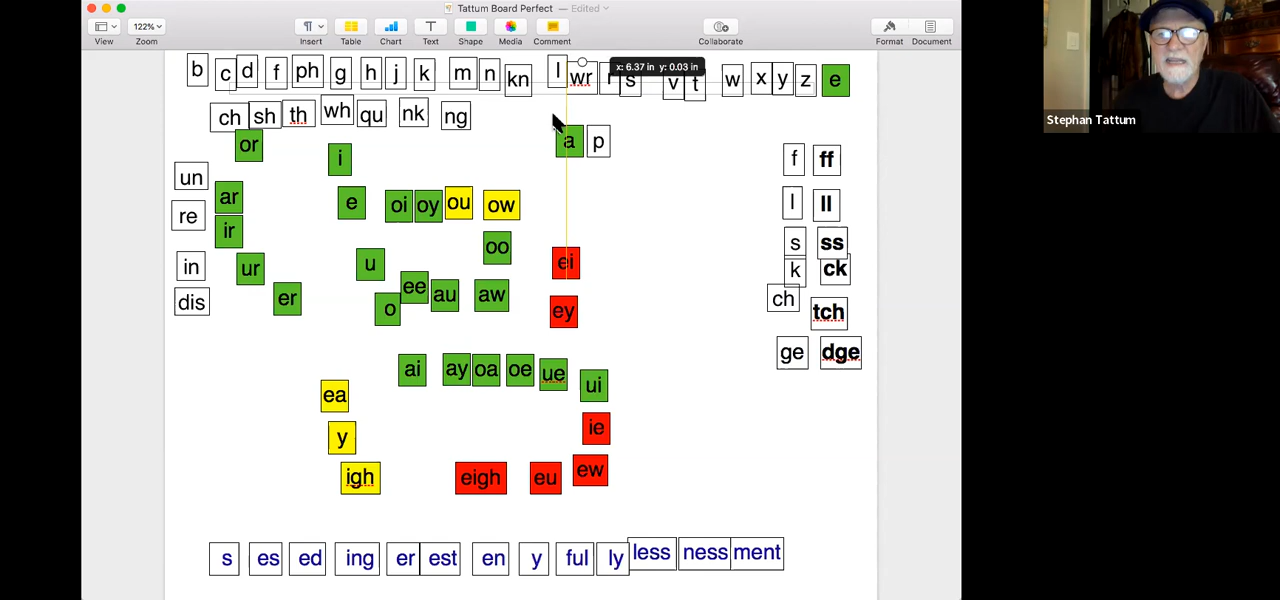 Tattum Board Perfect — Edited
122%
View Zoom Insert Table Chart Text Shape Media Comment Collaborate Format Document
b c d f ph g h j k m n kn l wr r s v t w x y z e
x: 6.37 in y: 0.03 in
ch sh th wh qu nk ng
Stephan Tattum
or i a p f ff
un ar e oi oy ou ow l ll
re ir oo s ss
in ur u ei k ck
dis er o ee au aw ey ch tch
ge dge
ai ay oa oe ue ui
ea ie
y ew
igh eigh eu
s es ed ing er est en y ful ly less ness ment